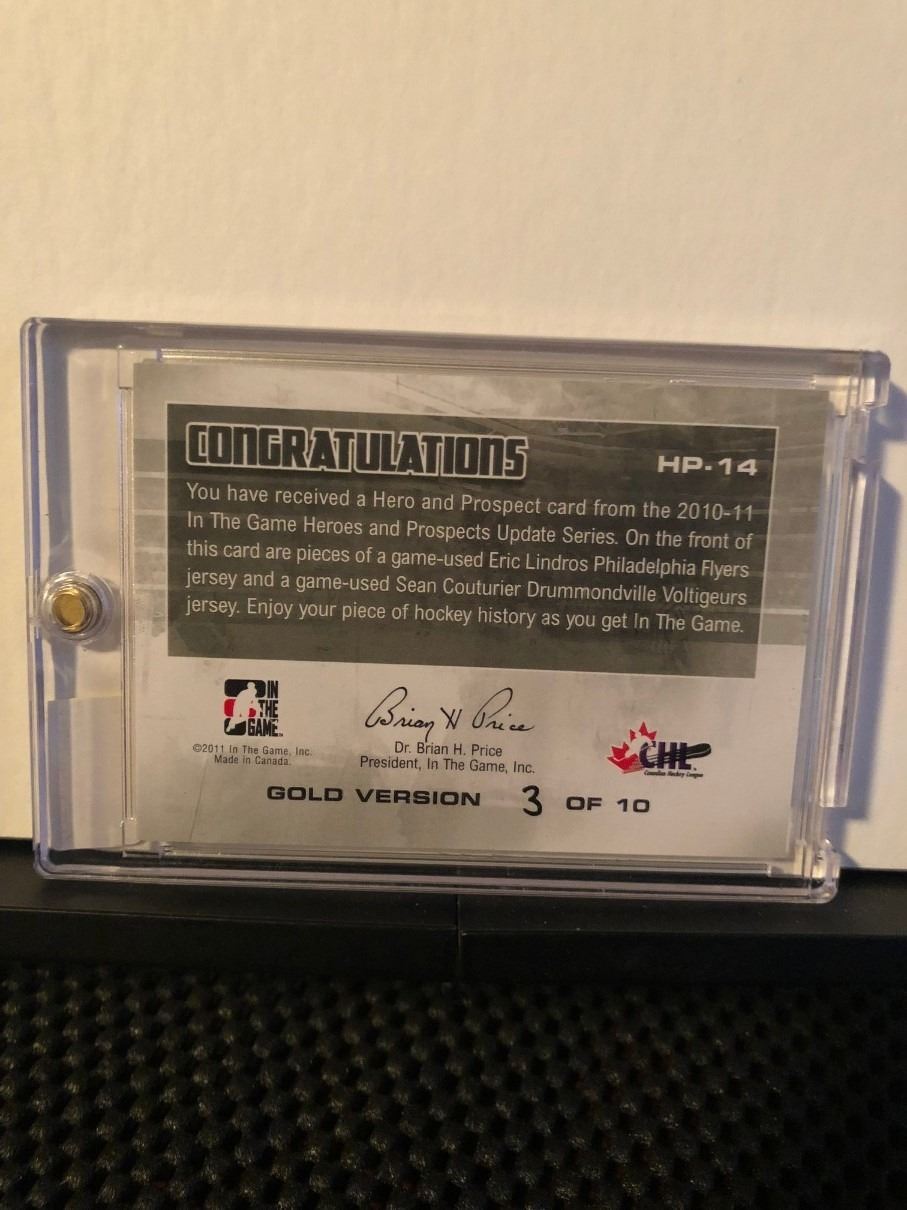 CONGRATULATIONS
HP-14
You have received a Hero and Prospect card from the 2010-11
In The Game Heroes and Prospects Update Series. On the front of
this card are pieces of a game-used Eric Lindros Philadelphia Flyers
jersey and a game-used Sean Couturier Drummondville Voltigeurs
jersey. Enjoy your piece of hockey history as you get In The Game.
IN
THE
GAME™
©2011 In The Game, Inc.
Made in Canada.
Brian H Price
Dr. Brian H. Price
President, In The Game, Inc.
CHL
Canadian Hockey League
GOLD VERSION 3 OF 10